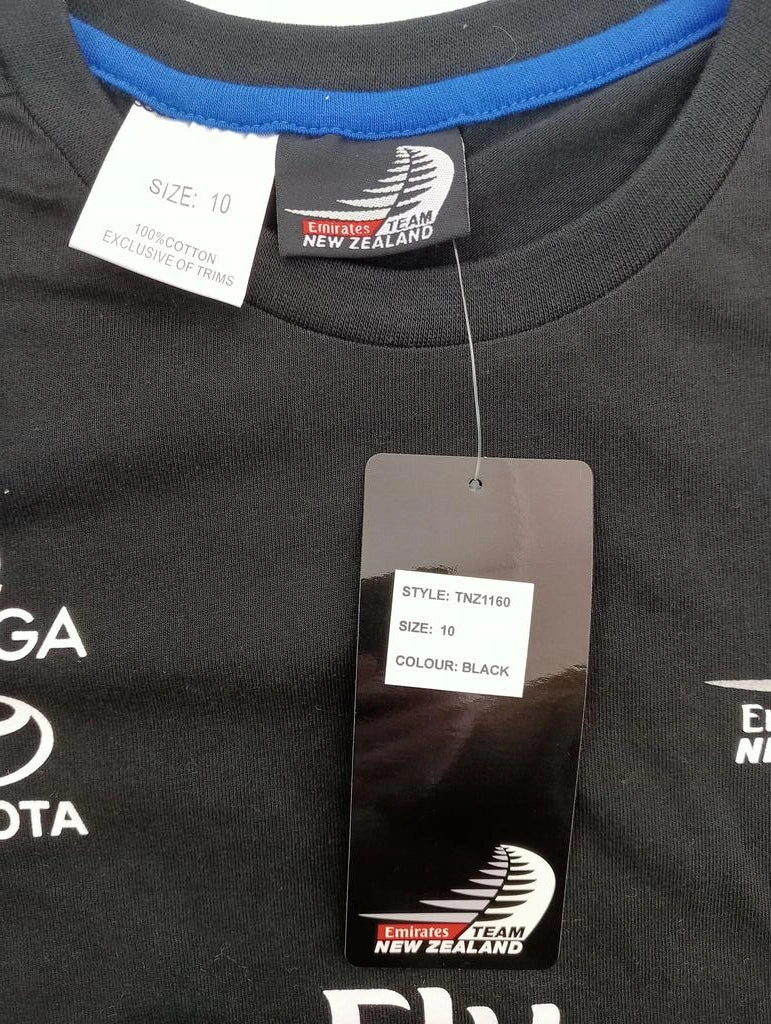 SIZE: 10
100%COTTON
EXCLUSIVE OF TRIMS
Emirates TEAM
NEW ZEALAND
STYLE: TNZ1160
SIZE: 10
COLOUR: BLACK
GA
OTA
Emirates TEAM
NEW ZEALAND
Fly